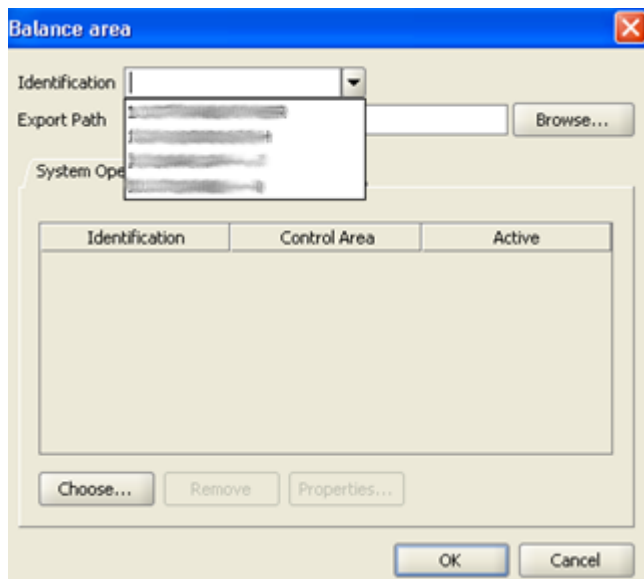 Balance area
Identification
Export Path
Browse...
System Ope
Identification Control Area Active
Choose... Remove Properties...
OK Cancel